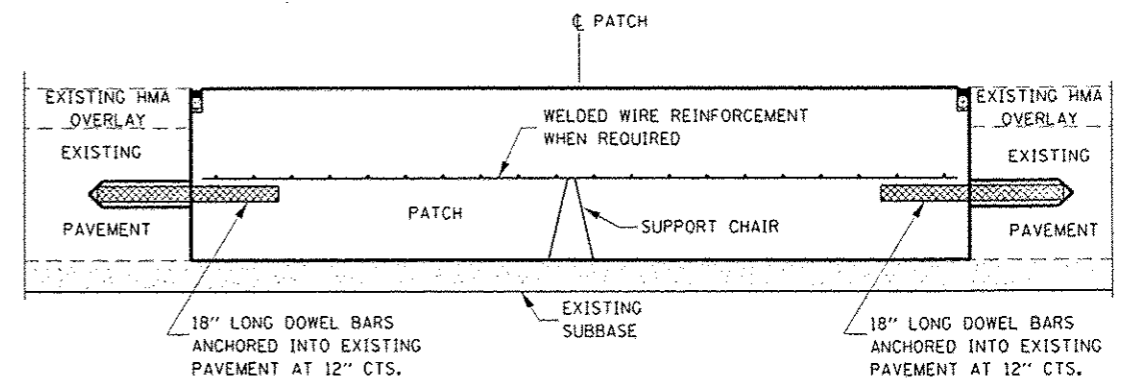 ℄ PATCH
EXISTING HMA
OVERLAY
EXISTING
PAVEMENT
WELDED WIRE REINFORCEMENT
WHEN REQUIRED
PATCH
SUPPORT CHAIR
EXISTING HMA
OVERLAY
EXISTING
PAVEMENT
18" LONG DOWEL BARS
ANCHORED INTO EXISTING
PAVEMENT AT 12" CTS.
EXISTING
SUBBASE
18" LONG DOWEL BARS
ANCHORED INTO EXISTING
PAVEMENT AT 12" CTS.